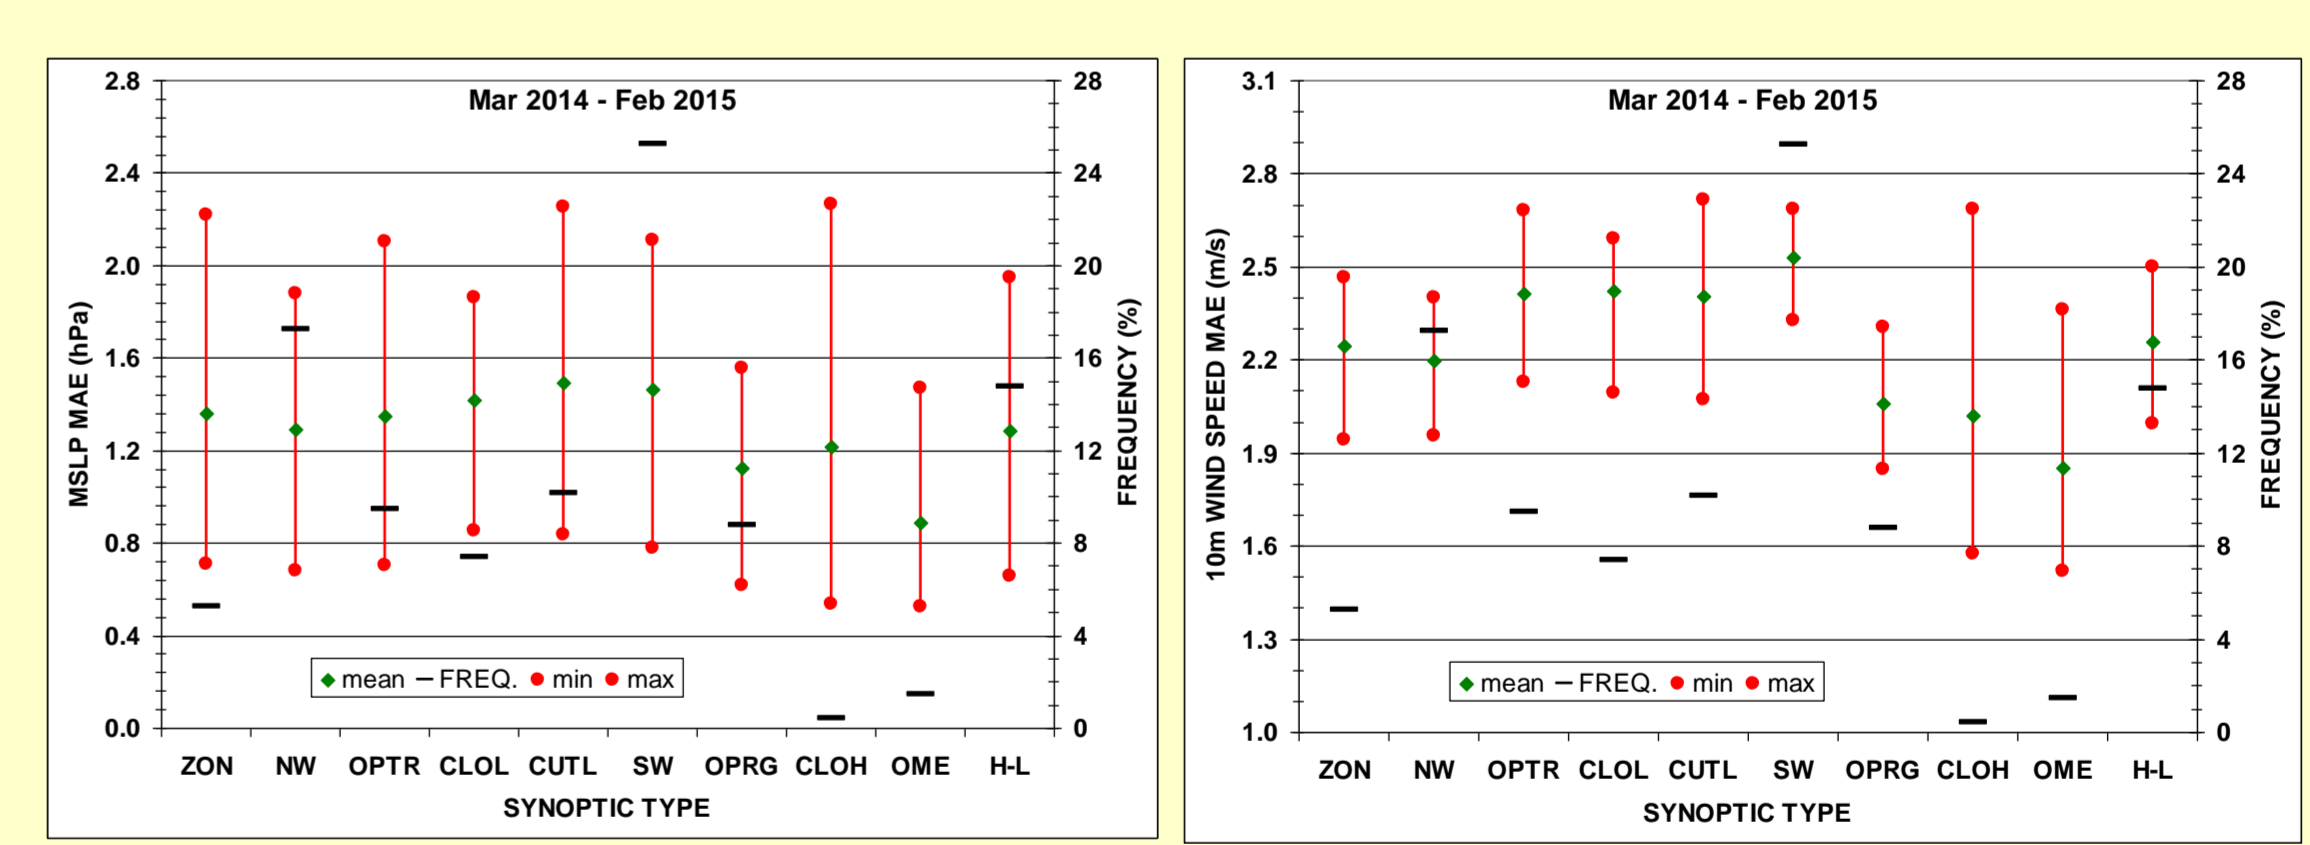 Mar 2014 - Feb 2015
MSLP MAE (hPa)
2.8
2.4
2.0
1.6
1.2
0.8
0.4
0.0
28
24
20
16
12
8
4
0
FREQUENCY (%)
mean FREQ. min max
ZON NW OPTR CLOL CUTL SW OPRG CLOH OME H-L
SYNOPTIC TYPE
Mar 2014 - Feb 2015
10m WIND SPEED MAE (m/s)
3.1
2.8
2.5
2.2
1.9
1.6
1.3
1.0
28
24
20
16
12
8
4
0
FREQUENCY (%)
mean FREQ. min max
ZON NW OPTR CLOL CUTL SW OPRG CLOH OME H-L
SYNOPTIC TYPE